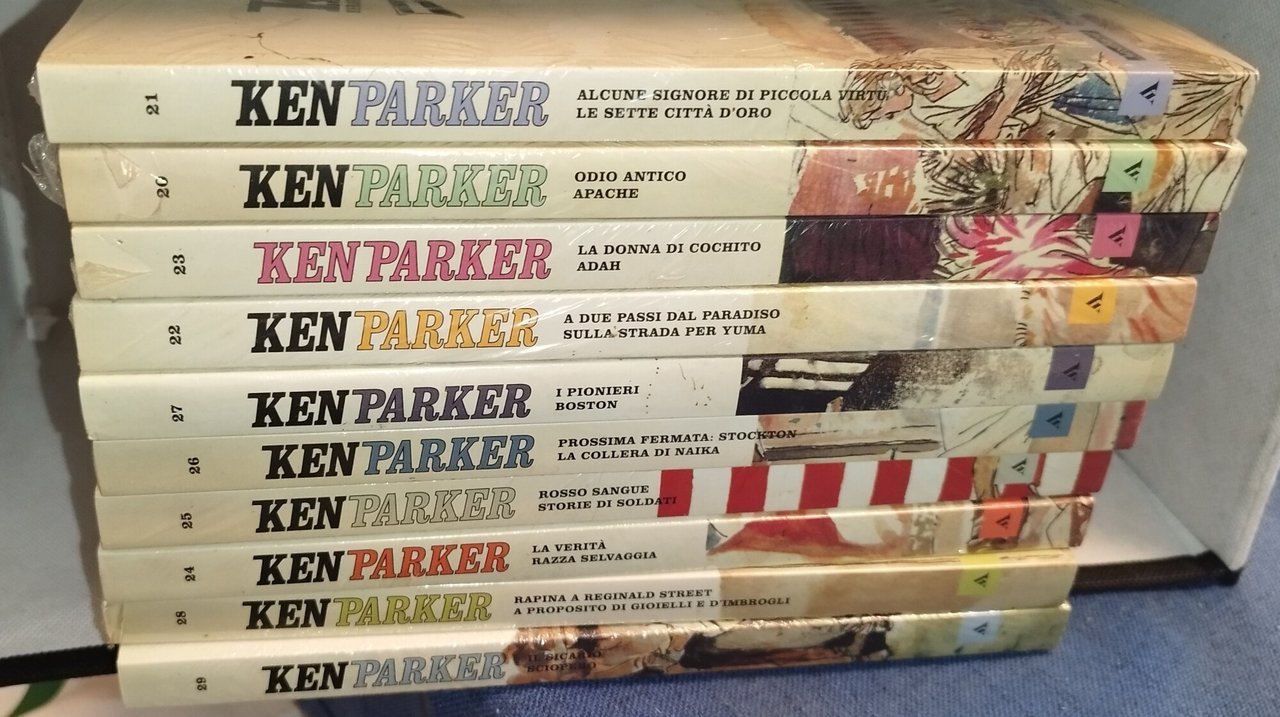 21
KEN PARKER
ALCUNE SIGNORE DI PICCOLA VIRTÙ
LE SETTE CITTÀ D'ORO
20
KEN PARKER
ODIO ANTICO
APACHE
23
KEN PARKER
LA DONNA DI COCHITO
ADAH
22
KEN PARKER
A DUE PASSI DAL PARADISO
SULLA STRADA PER YUMA
27
KEN PARKER
I PIONIERI
BOSTON
26
KEN PARKER
PROSSIMA FERMATA: STOCKTON
LA COLLERA DI NAIKA
25
KEN PARKER
ROSSO SANGUE
STORIE DI SOLDATI
24
KEN PARKER
LA VERITÀ
RAZZA SELVAGGIA
28
KEN PARKER
RAPINA A REGINALD STREET
A PROPOSITO DI GIOIELLI E D'IMBROGLI
29
KEN PARKER
IL SICARIO
SCIOPERO